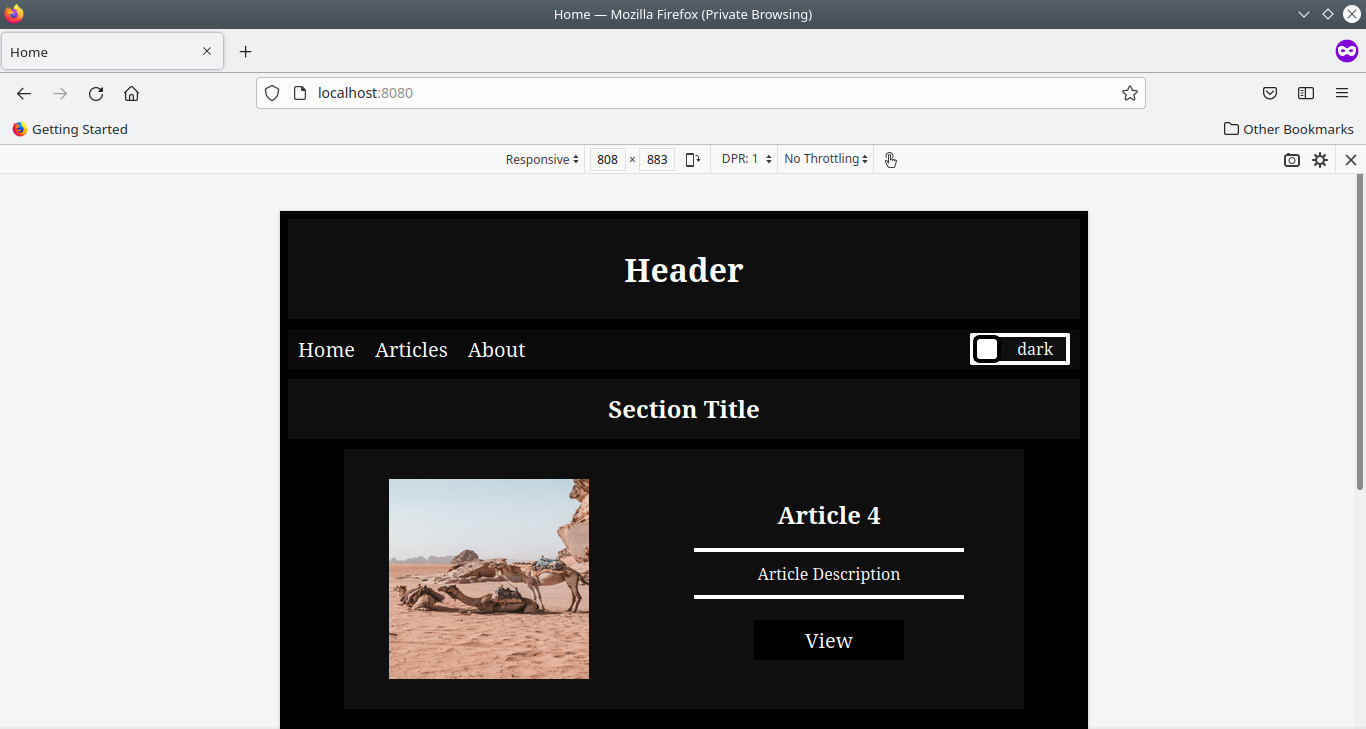 Home — Mozilla Firefox (Private Browsing)
Home
localhost:8080
Getting Started
Other Bookmarks
Responsive 808 × 883 DPR: 1 No Throttling
Header
Home Articles About dark
Section Title
Article 4
Article Description
View